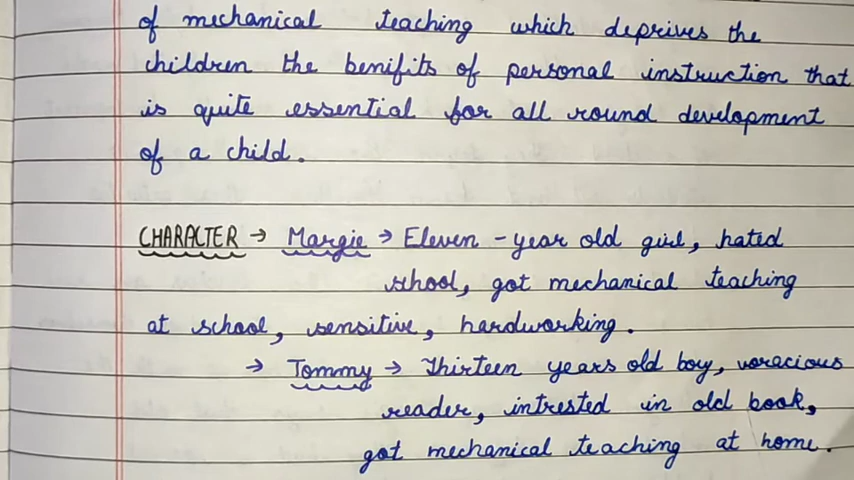 of mechanical teaching which deprives the
children the benifits of personal instruction that
is quite essential for all round development
of a child.
CHARACTER → Margie → Eleven - year old girl, hated
school, got mechanical teaching
at school, sensitive, hardworking.
→ Tommy → Thirteen years old boy, voracious
reader, intrested in old book,
got mechanical teaching at home.